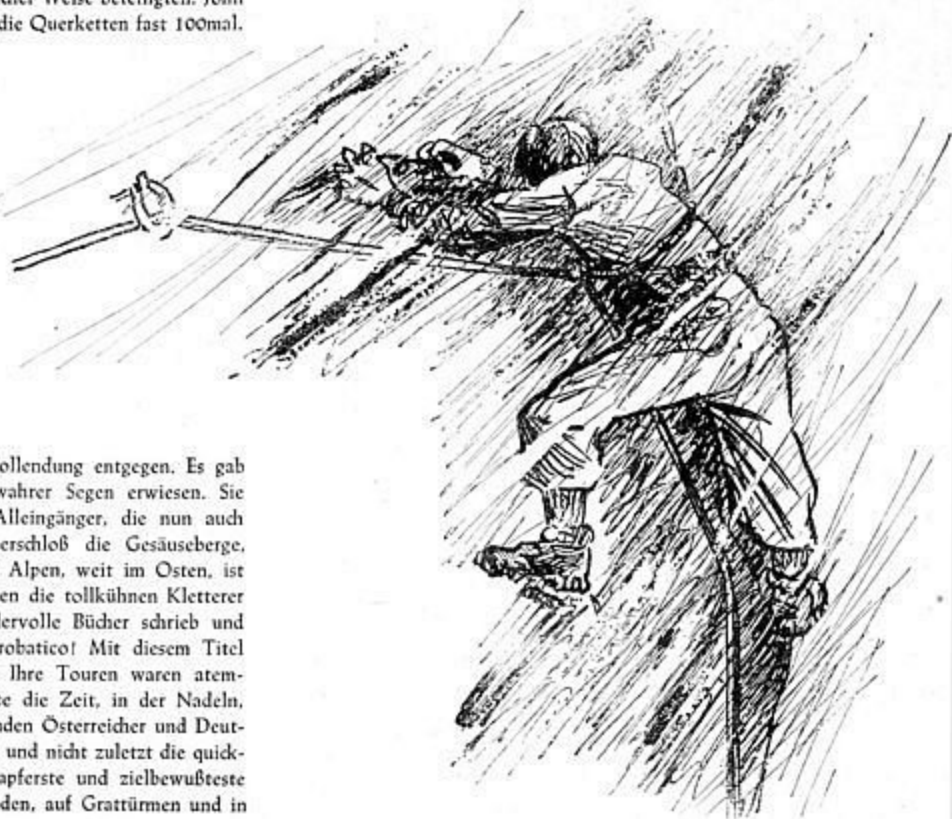 die Querketten fast 100mal.
ollendung entgegen. Es gab
wahrer Segen erwiesen. Sie
Alleingänger, die nun auch
erschloß die Gesäuseberge,
Alpen, weit im Osten, ist
en die tollkühnen Kletterer
dervolle Bücher schrieb und
robatico! Mit diesem Titel
Ihre Touren waren atem-
te die Zeit, in der Nadeln,
nden Österreicher und Deut-
und nicht zuletzt die quick-
apferste und zielbewußteste
den, auf Grattürmen und in